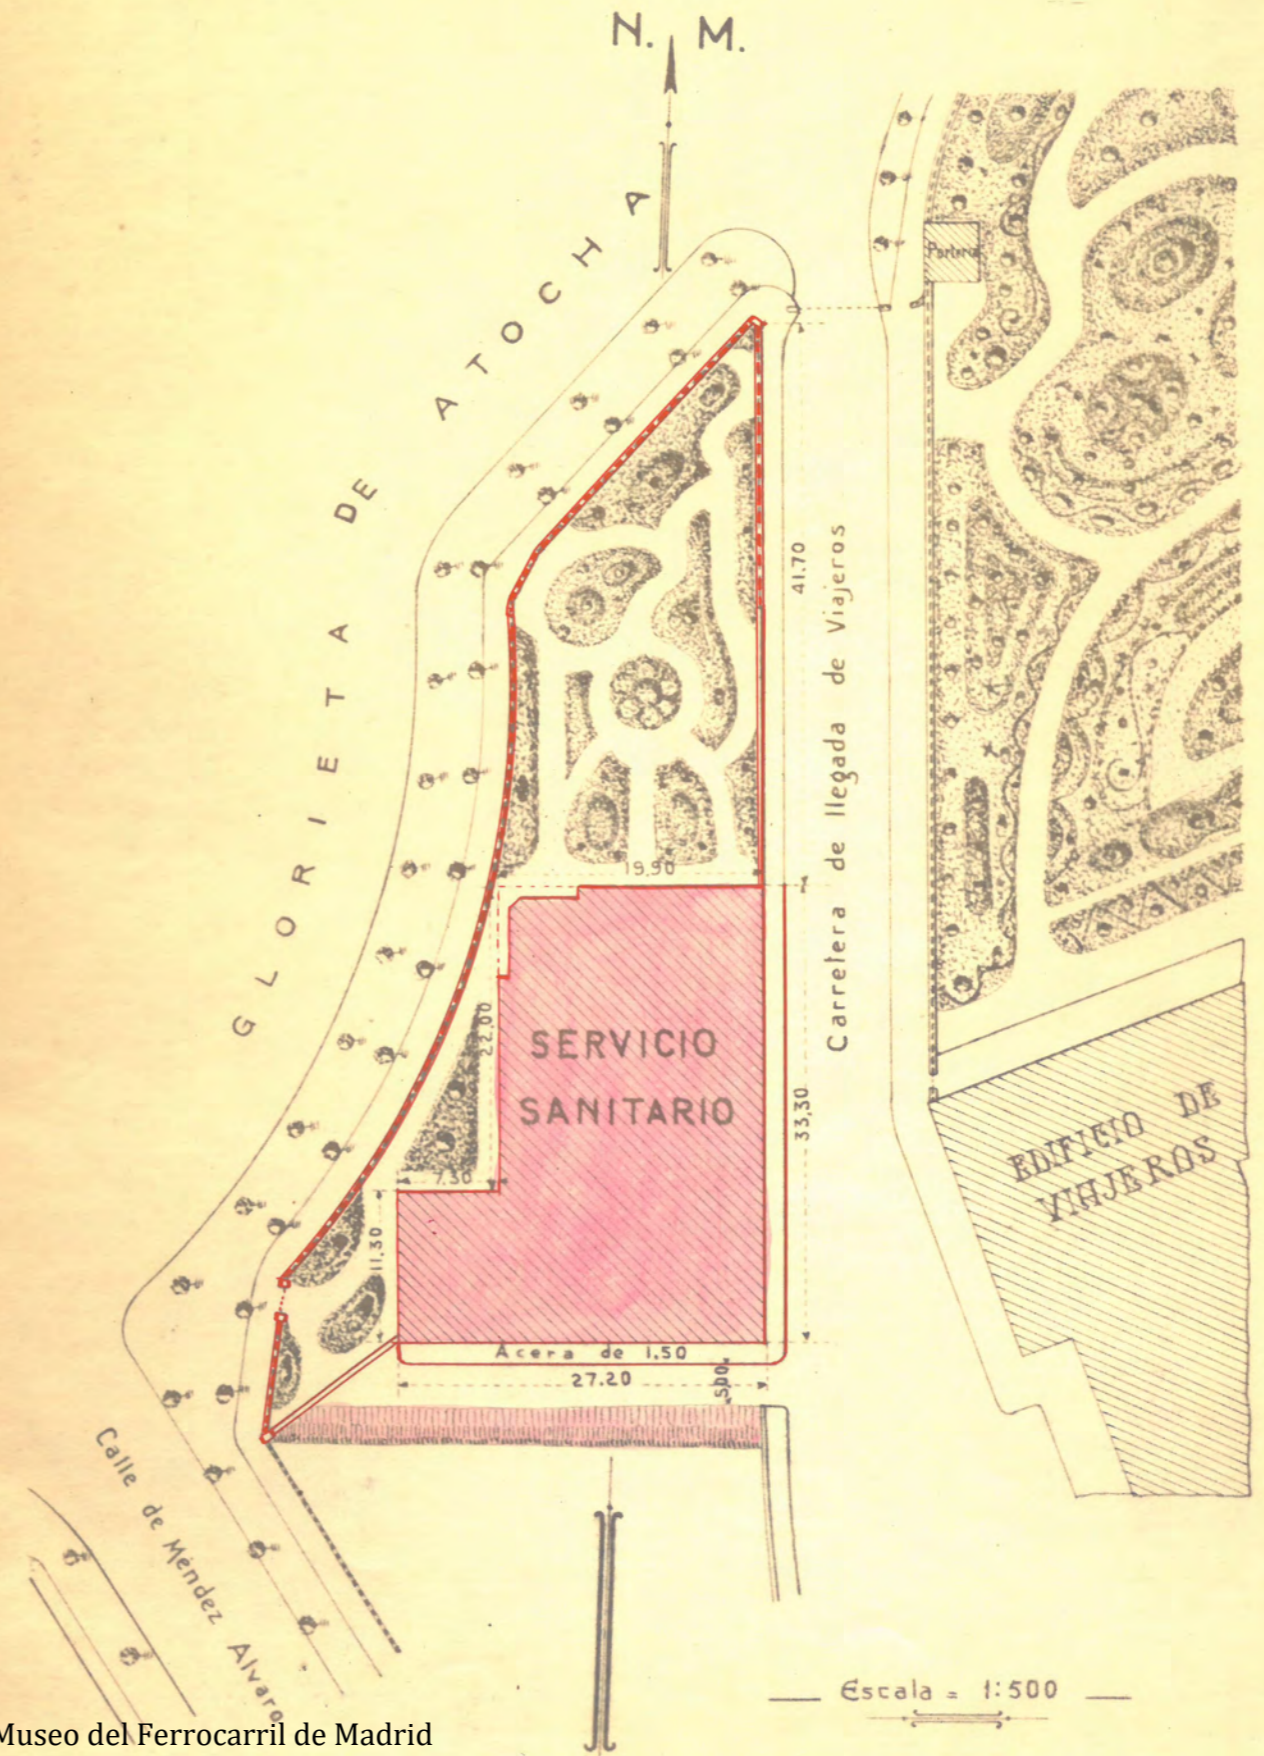 N. M.
GLORIETA DE ATOCHA
Portería
41.70
Carretera de llegada de Viajeros
19,90
22,00
SERVICIO
SANITARIO
33,30
EDIFICIO DE
VIAJEROS
7,30
11,30
Acera de 1,50
27.20
5,00
Calle de Méndez Alvaro
Escala = 1:500
Museo del Ferrocarril de Madrid